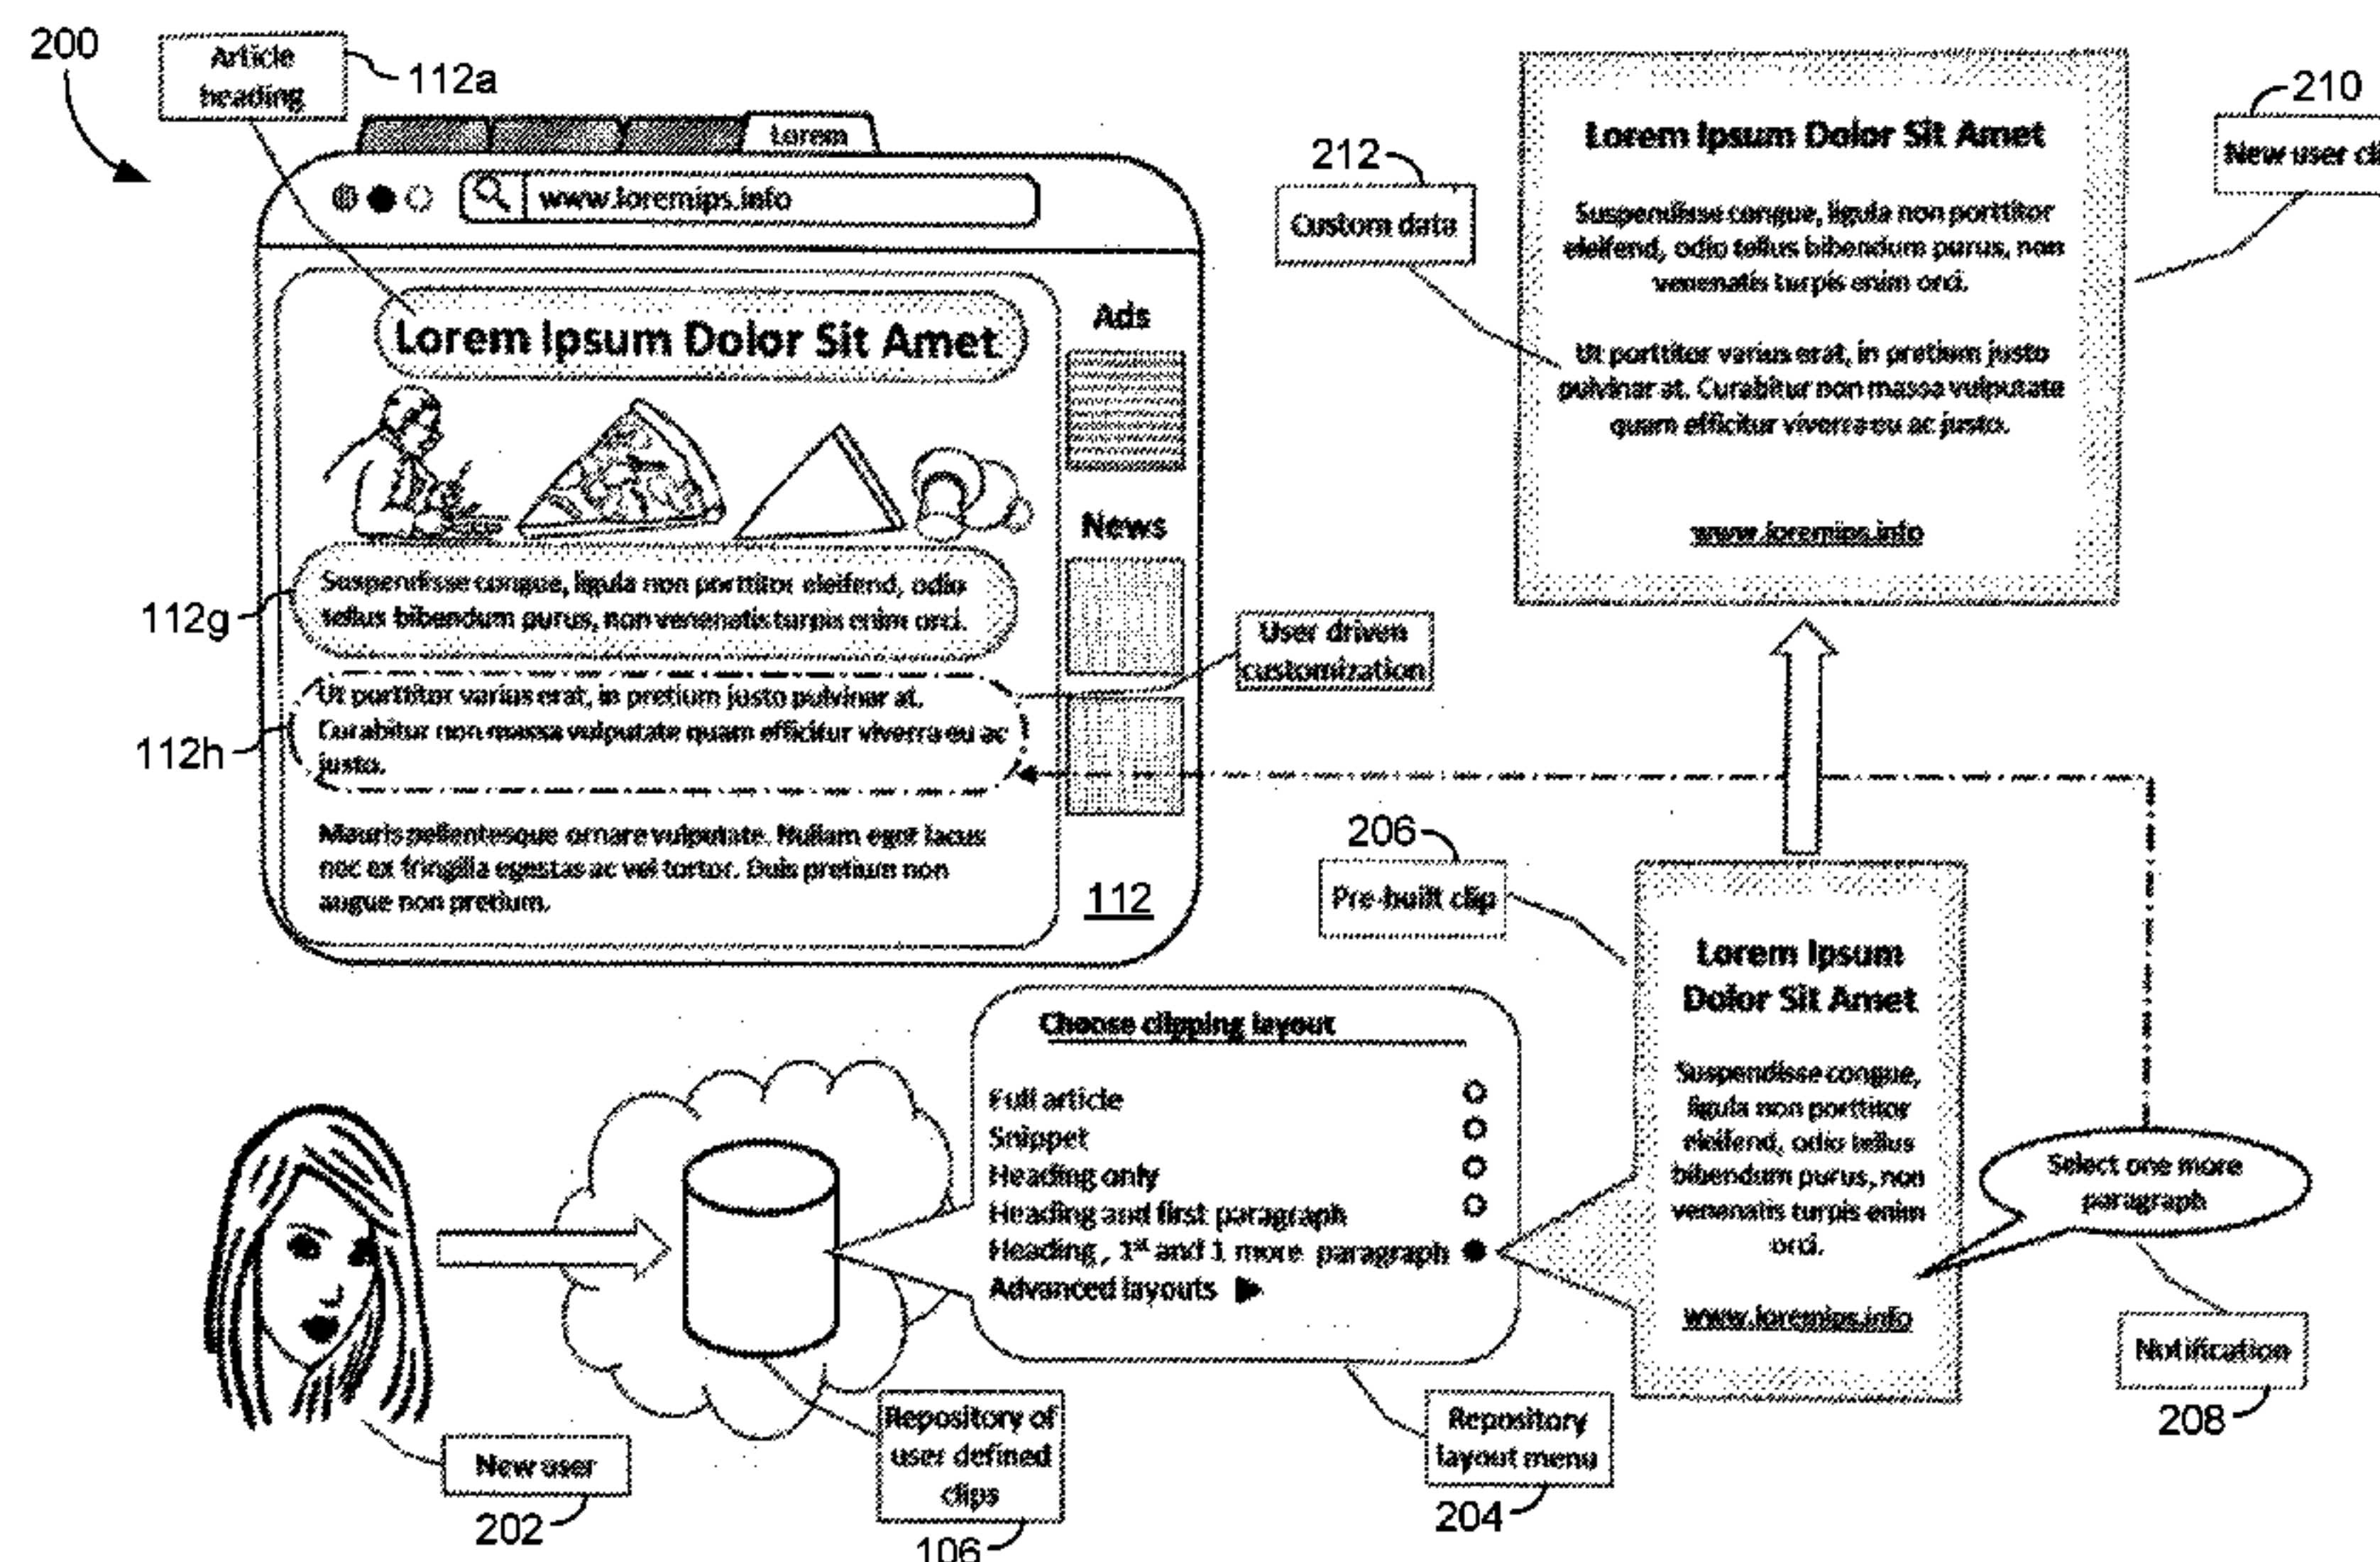 200
Article
heading
112a
Lorem
www.loremips.info
Lorem Ipsum Dolor Sit Amet
Ads
News
Suspendisse congue, ligula non porttitor eleifend, odio
tellus bibendum purus, non venenatis turpis enim orci.
112g
Ut porttitor varius erat, in pretium justo pulvinar at.
Curabitur non massa vulputate quam efficitur viverra eu ac
justo.
112h
Mauris pellentesque ornare vulputate. Nullam eget lacus
nec ex fringilla egestas ac vel tortor. Duis pretium non
augue non pretium.
112
User driven
customization
212
Custom data
210
New user cli
Lorem Ipsum Dolor Sit Amet
Suspendisse congue, ligula non porttitor
eleifend, odio tellus bibendum purus, non
venenatis turpis enim orci.
Ut porttitor varius erat, in pretium justo
pulvinar at. Curabitur non massa vulputate
quam efficitur viverra eu ac justo.
www.loremips.info
206
Pre-built clip
Lorem Ipsum
Dolor Sit Amet
Suspendisse congue,
ligula non porttitor
eleifend, odio tellus
bibendum purus, non
venenatis turpis enim
orci.
www.loremips.info
Select one more
paragraph
Notification
208
Choose clipping layout
Full article
Snippet
Heading only
Heading and first paragraph
Heading, 1st and 1 more paragraph
Advanced layouts
New user
202
Repository of
user defined
clips
106
Repository
layout menu
204